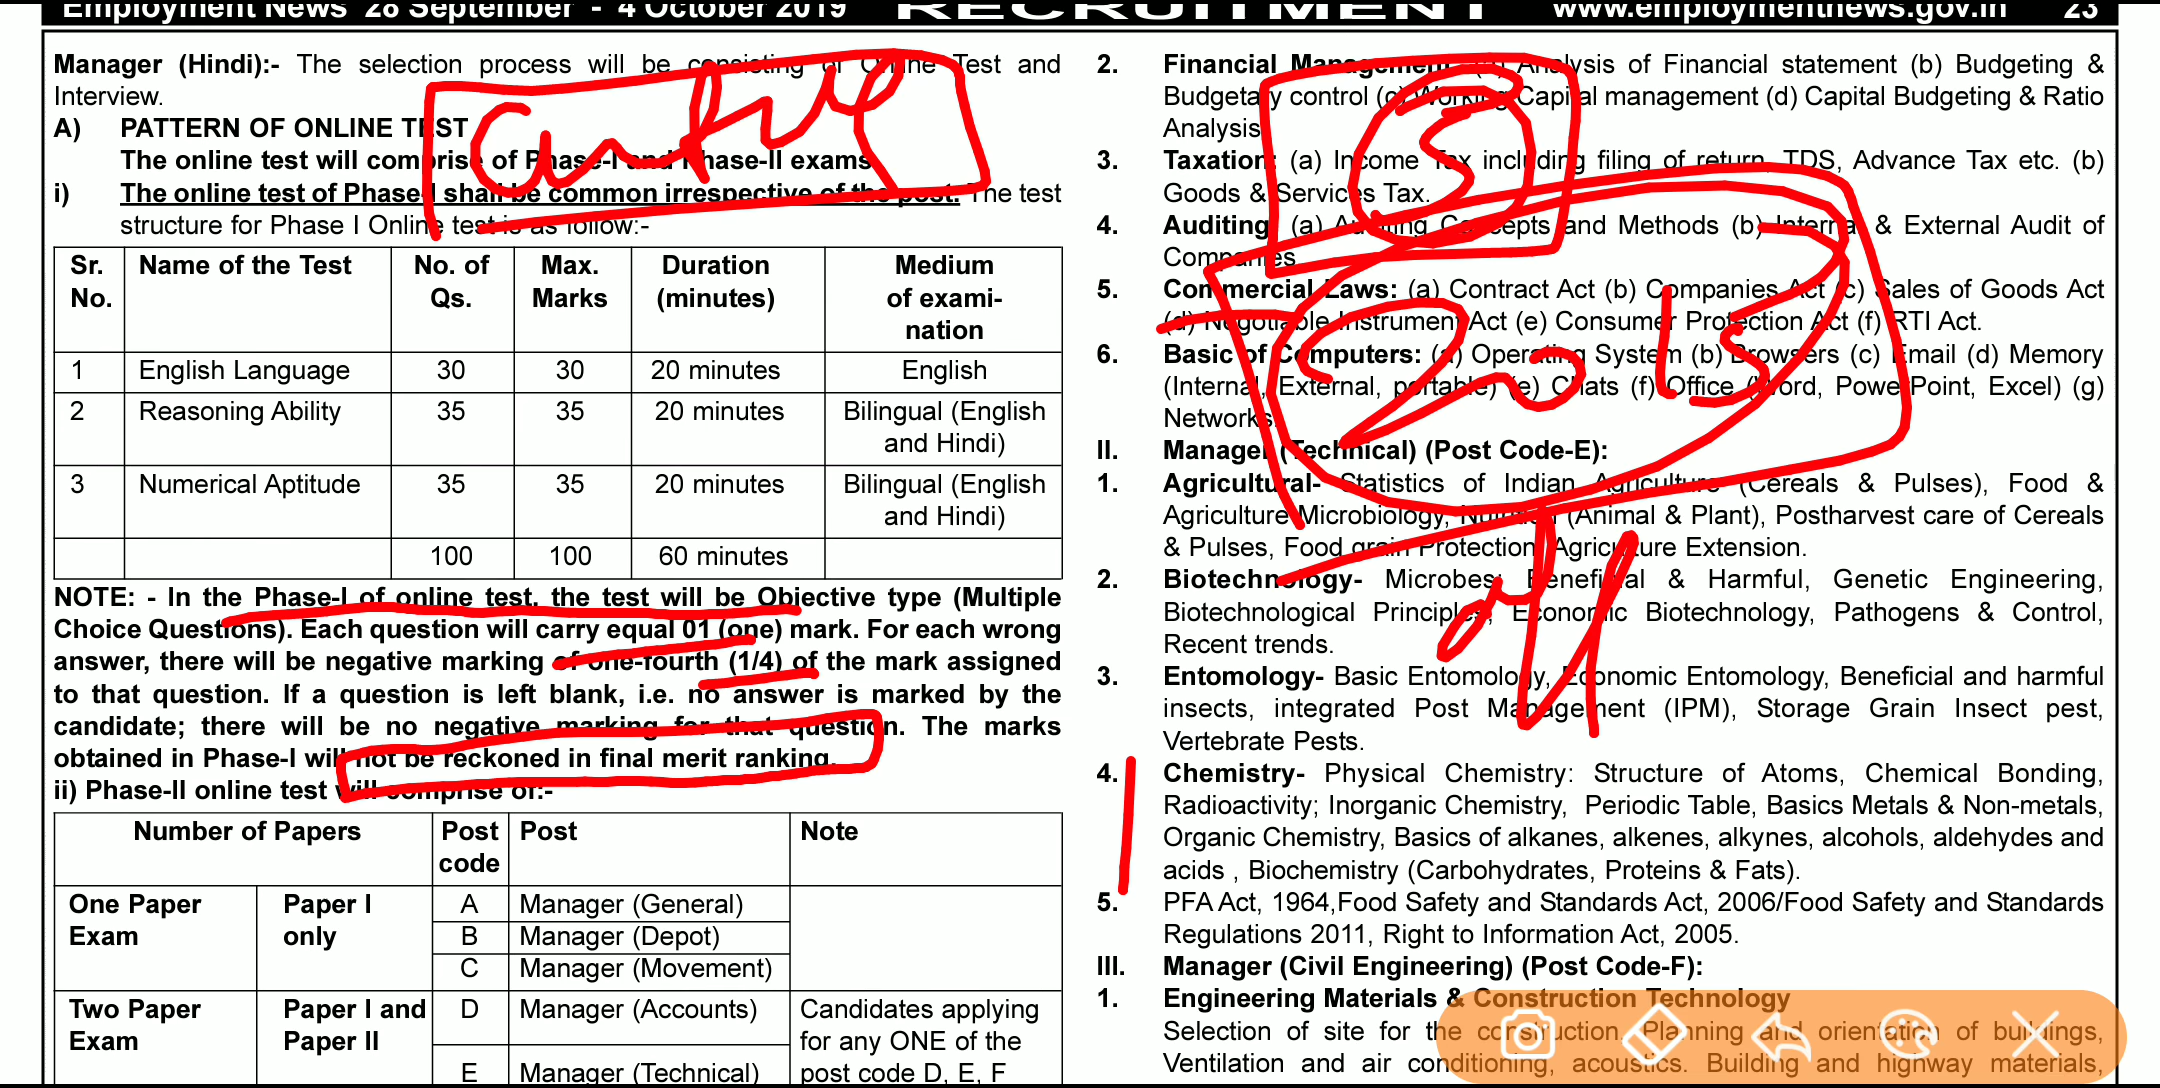 Employment News 28 September - 4 October 2019 RECRUITMENT www.employmentnews.gov.in 23
Manager (Hindi):- The selection process will be consisting of Online Test and
Interview.
A) PATTERN OF ONLINE TEST
The online test will comprise of Phase-I and Phase-II exams
i) The online test of Phase-I shall be common irrespective of the post. The test
structure for Phase I Online test is as follow:-
Sr. No. Name of the Test No. of Qs. Max. Marks Duration (minutes) Medium of exami-nation
1 English Language 30 30 20 minutes English
2 Reasoning Ability 35 35 20 minutes Bilingual (English and Hindi)
3 Numerical Aptitude 35 35 20 minutes Bilingual (English and Hindi)
100 100 60 minutes
NOTE: - In the Phase-I of online test, the test will be Objective type (Multiple
Choice Questions). Each question will carry equal 01 (one) mark. For each wrong
answer, there will be negative marking of one-fourth (1/4) of the mark assigned
to that question. If a question is left blank, i.e. no answer is marked by the
candidate; there will be no negative marking for that question. The marks
obtained in Phase-I will not be reckoned in final merit ranking.
ii) Phase-II online test will comprise of:-
Number of Papers Post code Post Note
One Paper Exam Paper I only A Manager (General)
B Manager (Depot)
C Manager (Movement)
Two Paper Exam Paper I and Paper II D Manager (Accounts) Candidates applying
for any ONE of the
E Manager (Technical) post code D, E, F
2. Financial Management: (a) Analysis of Financial statement (b) Budgeting &
Budgetary control (c) Working Capital management (d) Capital Budgeting & Ratio
Analysis
3. Taxation: (a) Income Tax including filing of return, TDS, Advance Tax etc. (b)
Goods & Services Tax.
4. Auditing: (a) Auditing Concepts and Methods (b) Internal & External Audit of
Companies
5. Commercial Laws: (a) Contract Act (b) Companies Act (c) Sales of Goods Act
(d) Negotiable Instrument Act (e) Consumer Protection Act (f) RTI Act.
6. Basic of Computers: (a) Operating System (b) Browsers (c) Email (d) Memory
(Internal, External, portable) (e) Chats (f) Office (Word, PowerPoint, Excel) (g)
Networks.
II. Manager (Technical) (Post Code-E):
1. Agricultural- Statistics of Indian Agriculture (Cereals & Pulses), Food &
Agriculture Microbiology, Nutrition (Animal & Plant), Postharvest care of Cereals
& Pulses, Food grain Protection, Agriculture Extension.
2. Biotechnology- Microbes; Beneficial & Harmful, Genetic Engineering,
Biotechnological Principles, Economic Biotechnology, Pathogens & Control,
Recent trends.
3. Entomology- Basic Entomology, Economic Entomology, Beneficial and harmful
insects, integrated Post Management (IPM), Storage Grain Insect pest,
Vertebrate Pests.
4. Chemistry- Physical Chemistry: Structure of Atoms, Chemical Bonding,
Radioactivity; Inorganic Chemistry, Periodic Table, Basics Metals & Non-metals,
Organic Chemistry, Basics of alkanes, alkenes, alkynes, alcohols, aldehydes and
acids , Biochemistry (Carbohydrates, Proteins & Fats).
5. PFA Act, 1964,Food Safety and Standards Act, 2006/Food Safety and Standards
Regulations 2011, Right to Information Act, 2005.
III. Manager (Civil Engineering) (Post Code-F):
1. Engineering Materials & Construction Technology
Selection of site for the construction. Planning and orientation of buildings,
Ventilation and air conditioning, acoustics. Building and highway materials,
5
2015